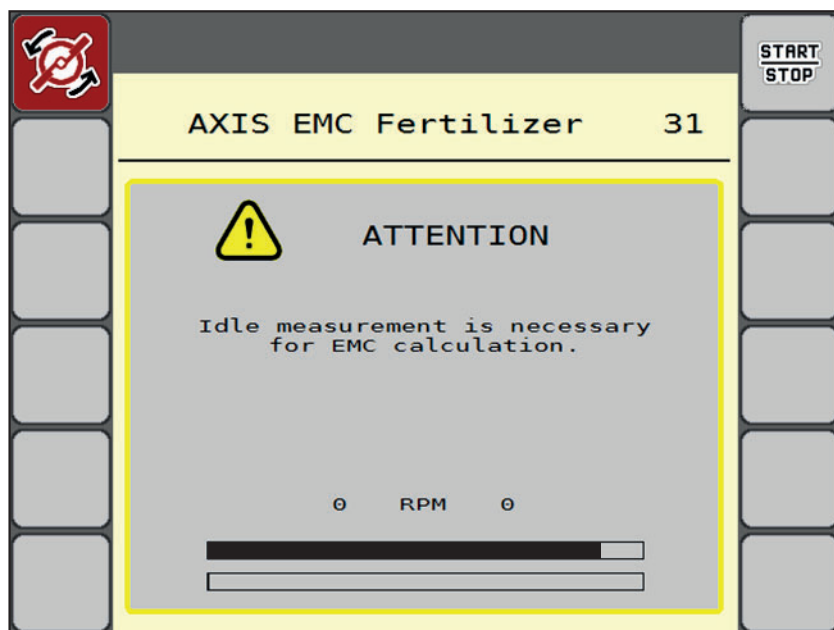 START
STOP
AXIS EMC Fertilizer 31
ATTENTION
Idle measurement is necessary
for EMC calculation.
0 RPM 0